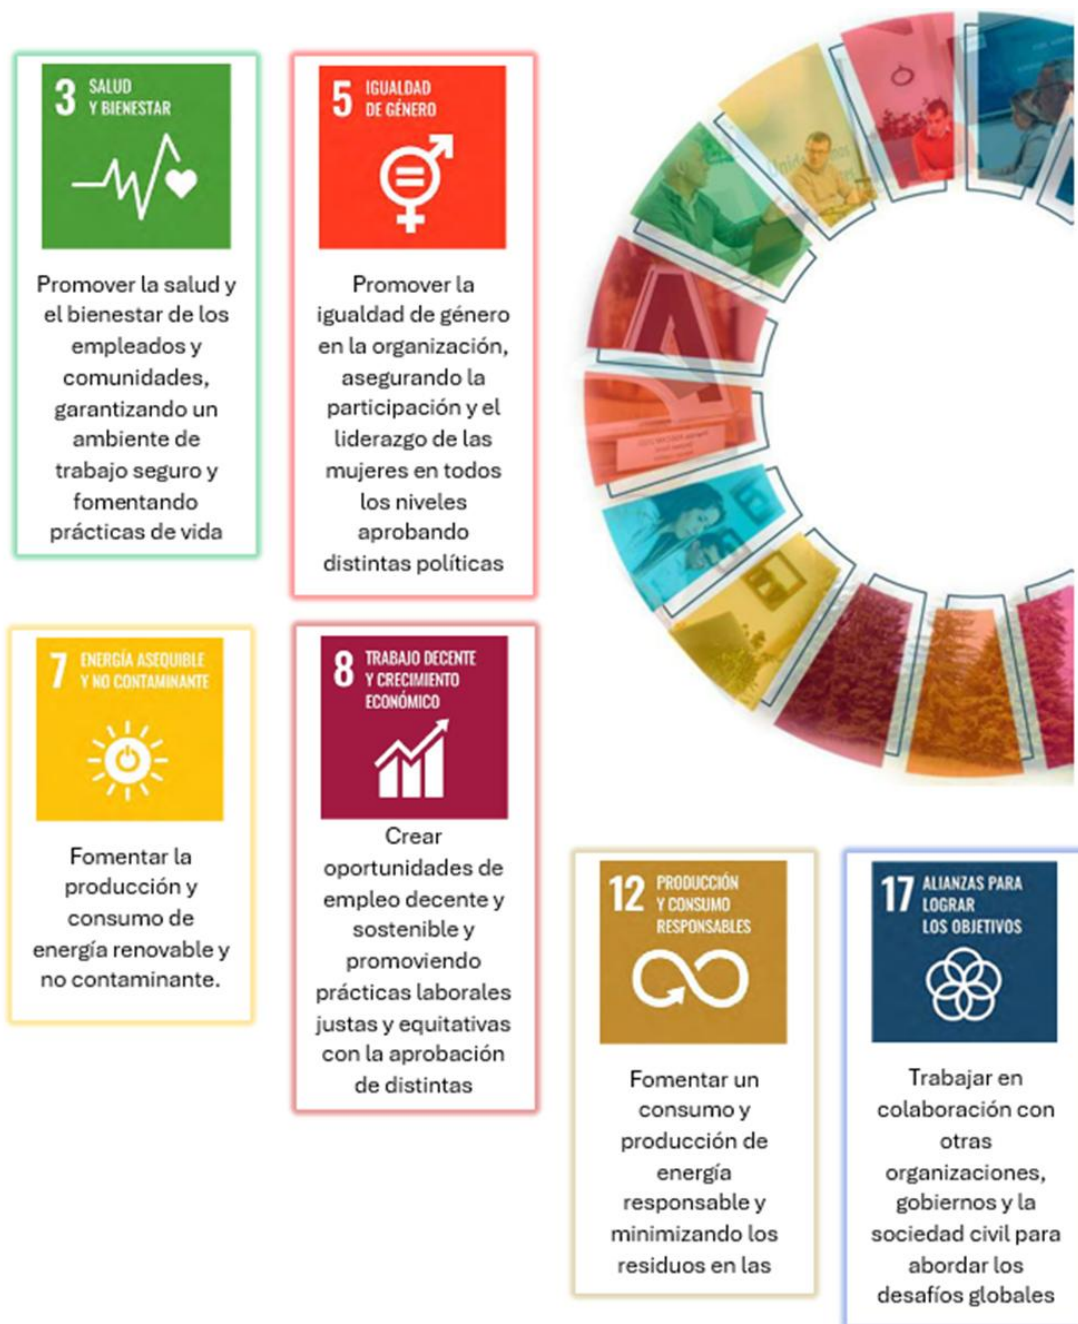 3 SALUD
Y BIENESTAR
Promover la salud y
el bienestar de los
empleados y
comunidades,
garantizando un
ambiente de
trabajo seguro y
fomentando
prácticas de vida
5 IGUALDAD
DE GÉNERO
Promover la
igualdad de género
en la organización,
asegurando la
participación y el
liderazgo de las
mujeres en todos
los niveles
aprobando
distintas políticas
7 ENERGÍA ASEQUIBLE
Y NO CONTAMINANTE
Fomentar la
producción y
consumo de
energía renovable y
no contaminante.
8 TRABAJO DECENTE
Y CRECIMIENTO
ECONÓMICO
Crear
oportunidades de
empleo decente y
sostenible y
promoviendo
prácticas laborales
justas y equitativas
con la aprobación
de distintas
12 PRODUCCIÓN
Y CONSUMO
RESPONSABLES
Fomentar un
consumo y
producción de
energía
responsable y
minimizando los
residuos en las
17 ALIANZAS PARA
LOGRAR
LOS OBJETIVOS
Trabajar en
colaboración con
otras
organizaciones,
gobiernos y la
sociedad civil para
abordar los
desafíos globales